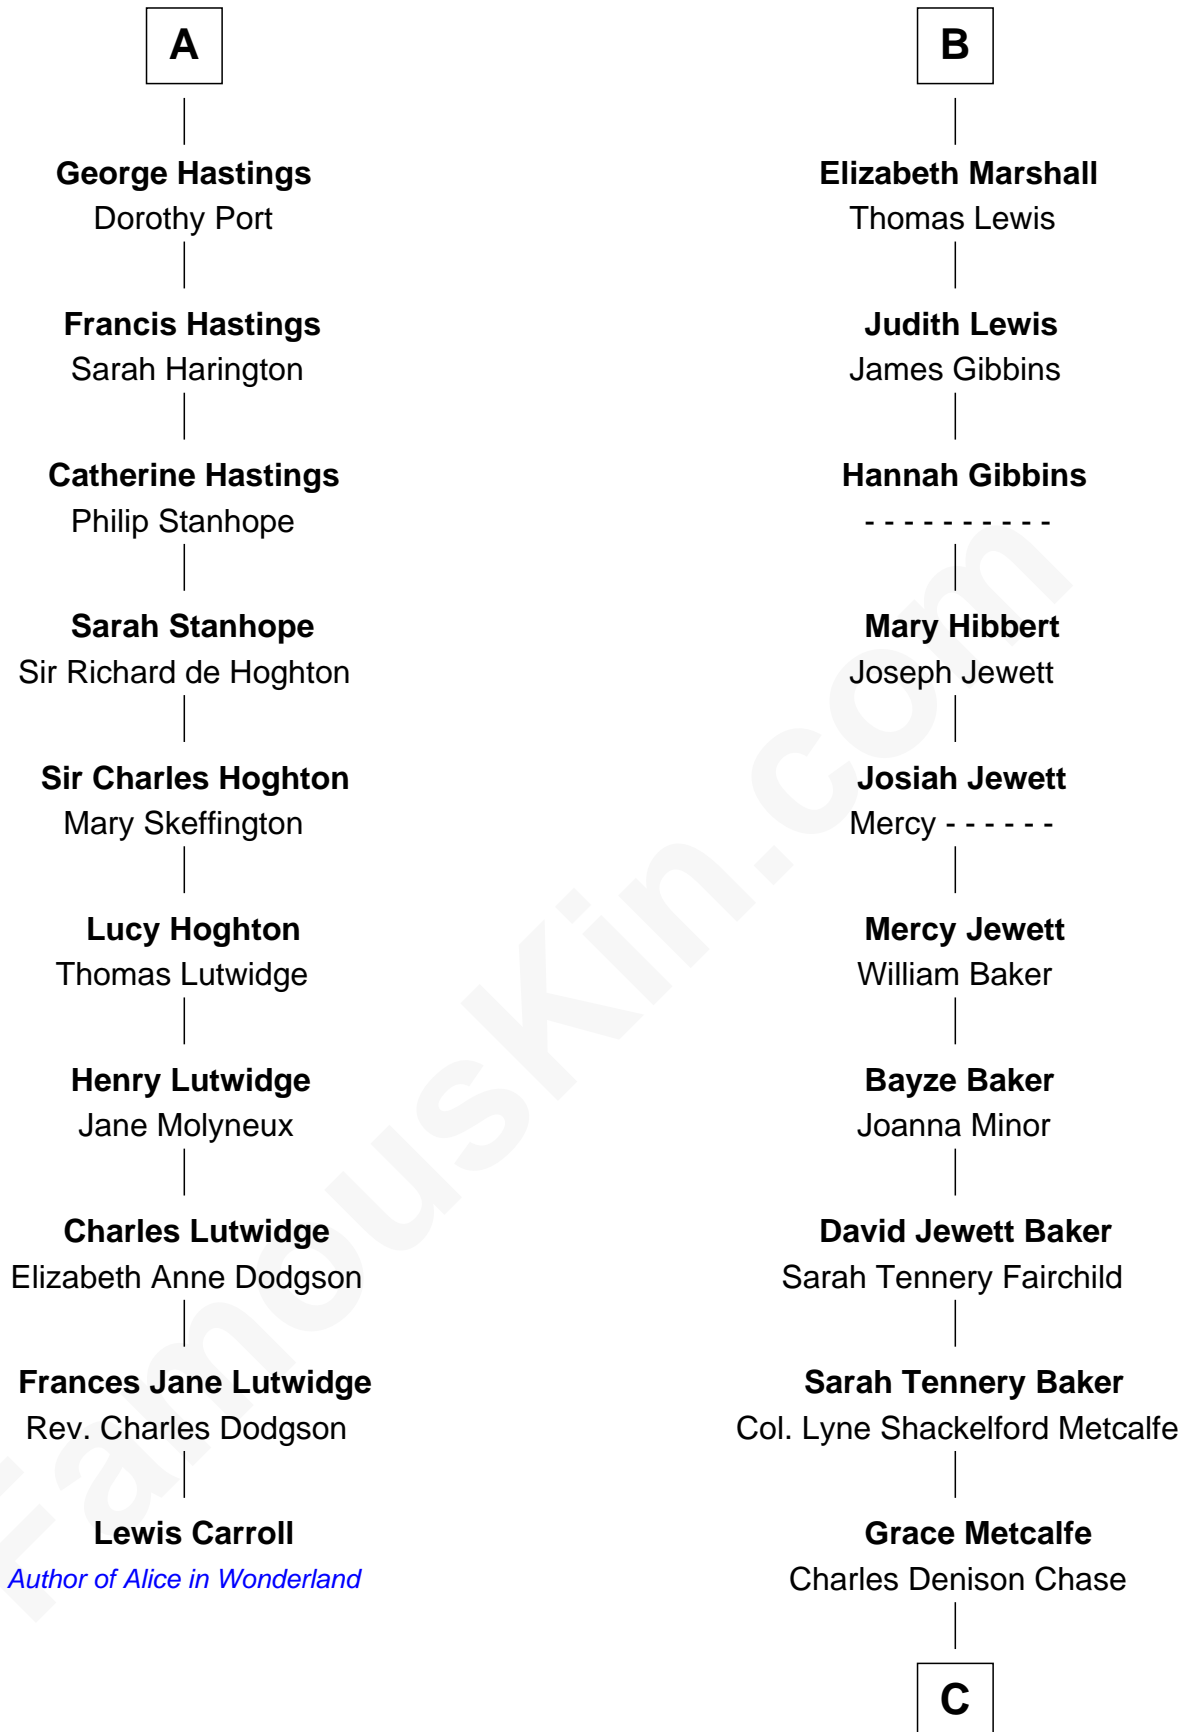 A
George Hastings
Dorothy Port
Francis Hastings
Sarah Harington
Catherine Hastings
Philip Stanhope
Sarah Stanhope
Sir Richard de Hoghton
Sir Charles Hoghton
Mary Skeffington
Lucy Hoghton
Thomas Lutwidge
Henry Lutwidge
Jane Molyneux
Charles Lutwidge
Elizabeth Anne Dodgson
Frances Jane Lutwidge
Rev. Charles Dodgson
Lewis Carroll
Author of Alice in Wonderland
B
Elizabeth Marshall
Thomas Lewis
Judith Lewis
James Gibbins
Hannah Gibbins
- - - - - - - - - -
Mary Hibbert
Joseph Jewett
Josiah Jewett
Mercy - - - - - -
Mercy Jewett
William Baker
Bayze Baker
Joanna Minor
David Jewett Baker
Sarah Tennery Fairchild
Sarah Tennery Baker
Col. Lyne Shackelford Metcalfe
Grace Metcalfe
Charles Denison Chase
C
FamousKin.com